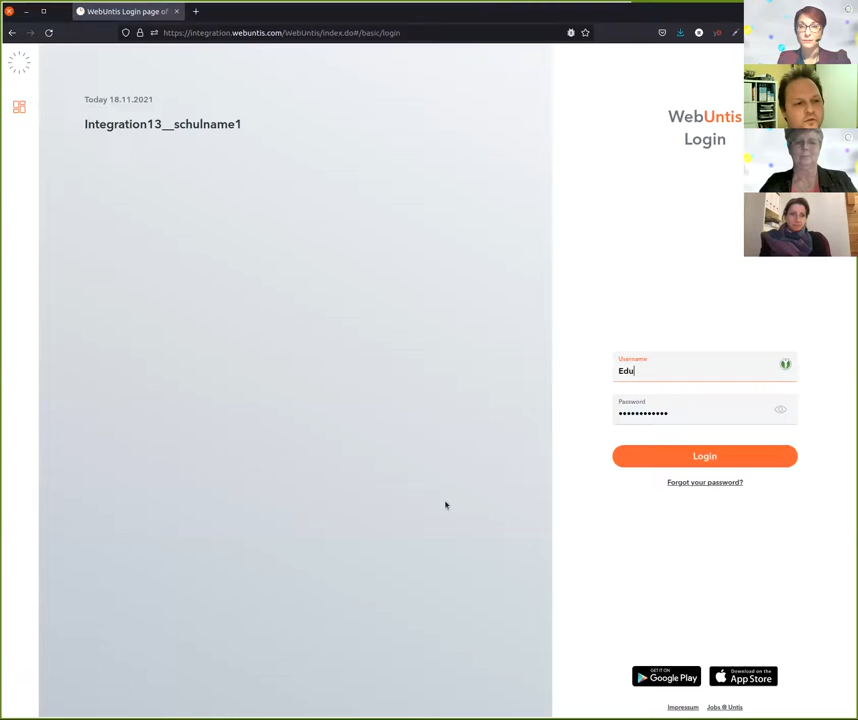 WebUntis Login page of
https://integration.webuntis.com/WebUntis/index.do#/basic/login
Today 18.11.2021
Integration13__schulname1
WebUntis
Login
Username
Edu
Password
Login
Forgot your password?
GET IT ON
Google Play
Download on the
App Store
Impressum Jobs @ Untis